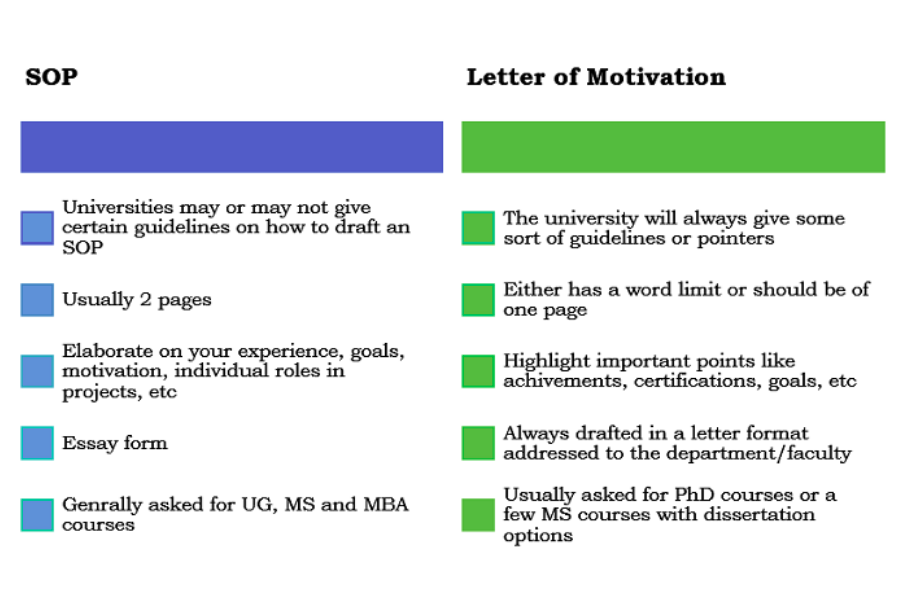 SOP
Universities may or may not give
certain guidelines on how to draft an
SOP
Usually 2 pages
Elaborate on your experience, goals,
motivation, individual roles in
projects, etc
Essay form
Genrally asked for UG, MS and MBA
courses
Letter of Motivation
The university will always give some
sort of guidelines or pointers
Either has a word limit or should be of
one page
Highlight important points like
achivements, certifications, goals, etc
Always drafted in a letter format
addressed to the department/faculty
Usually asked for PhD courses or a
few MS courses with dissertation
options